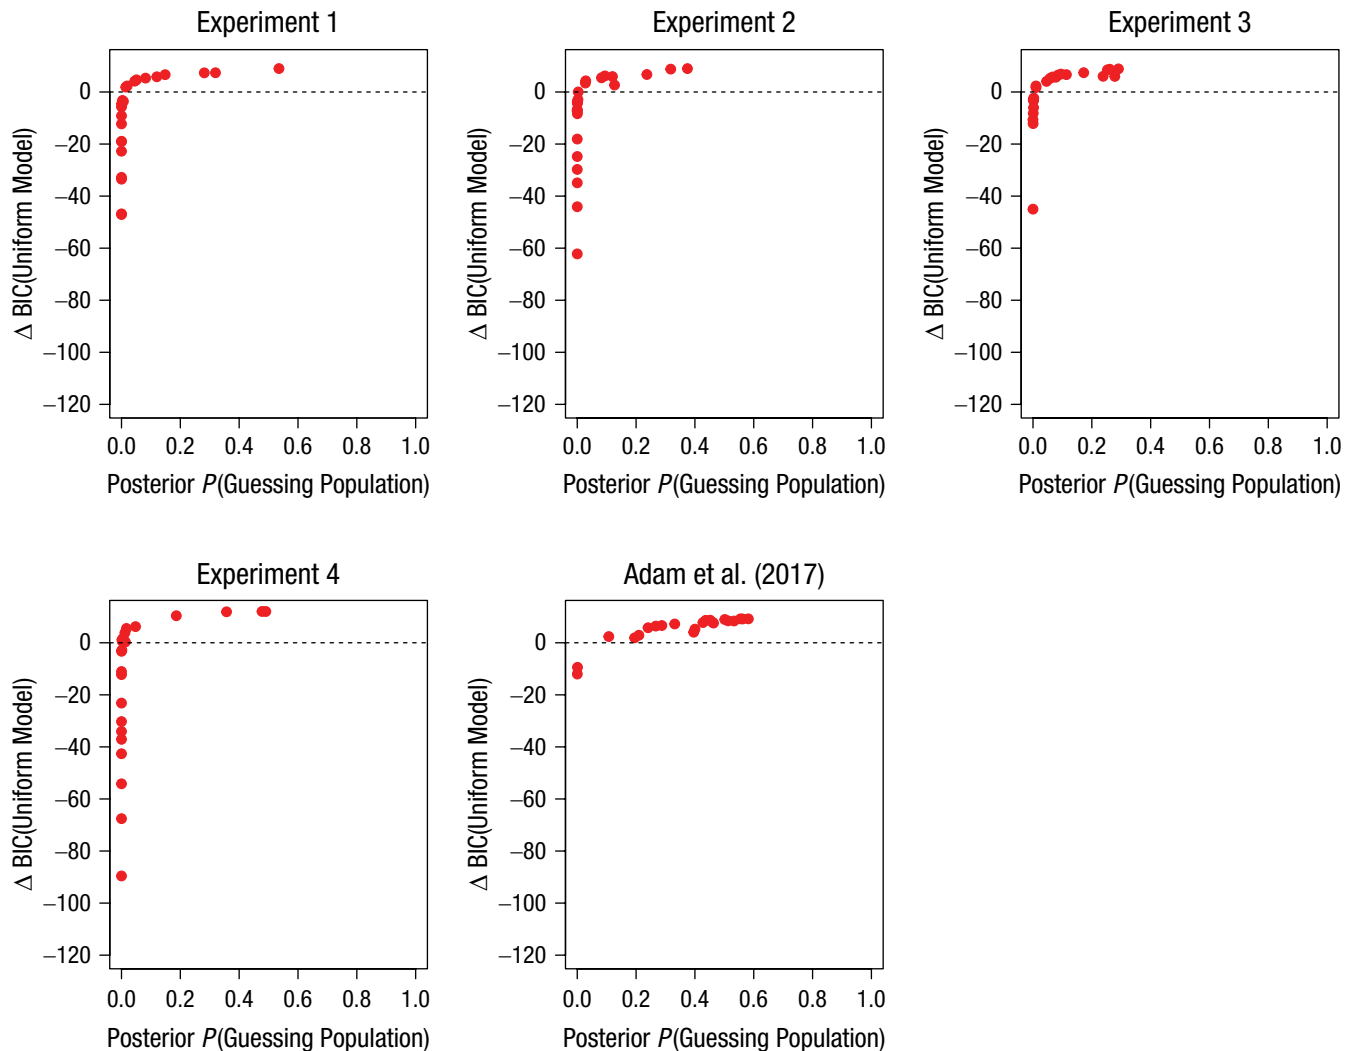 Experiment 1
Experiment 2
Experiment 3
Δ BIC(Uniform Model)
0
−20
−40
−60
−80
−100
−120
0.0 0.2 0.4 0.6 0.8 1.0
Posterior P(Guessing Population)
Δ BIC(Uniform Model)
0
−20
−40
−60
−80
−100
−120
0.0 0.2 0.4 0.6 0.8 1.0
Posterior P(Guessing Population)
Δ BIC(Uniform Model)
0
−20
−40
−60
−80
−100
−120
0.0 0.2 0.4 0.6 0.8 1.0
Posterior P(Guessing Population)
Experiment 4
Adam et al. (2017)
Δ BIC(Uniform Model)
0
−20
−40
−60
−80
−100
−120
0.0 0.2 0.4 0.6 0.8 1.0
Posterior P(Guessing Population)
Δ BIC(Uniform Model)
0
−20
−40
−60
−80
−100
−120
0.0 0.2 0.4 0.6 0.8 1.0
Posterior P(Guessing Population)